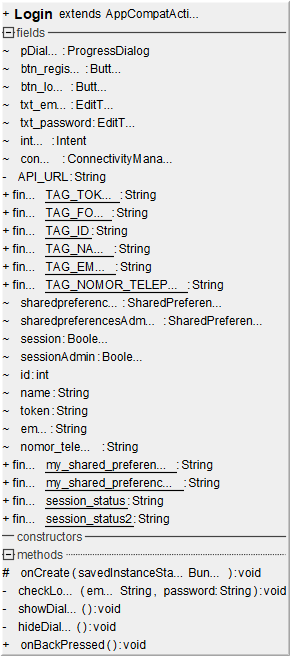 + Login extends AppCompatActi...
fields
~ pDial... : ProgressDialog
~ btn_regis... : Butt...
~ btn_lo... : Butt...
~ txt_em... : EditT...
~ txt_password: EditT...
~ int... : Intent
~ con... : ConnectivityMana...
- API_URL: String
+ fin... TAG_TOK... : String
+ fin... TAG_FO... : String
+ fin... TAG_ID : String
+ fin... TAG_NA... : String
+ fin... TAG_EM... : String
+ fin... TAG_NOMOR_TELEP... : String
~ sharedpreferenc... : SharedPreferen...
~ sharedpreferencesAdm... : SharedPreferen...
~ session: Boole...
~ sessionAdmin: Boole...
~ id: int
~ name: String
~ token: String
~ em... : String
~ nomor_tele... : String
+ fin... my_shared_preferen... : String
+ fin... my_shared_preferenc... : String
+ fin... session_status : String
+ fin... session_status2 : String
constructors
methods
# onCreate ( savedInstanceSta... Bun... ) : void
- checkLo... ( em... String, password: String ) : void
- showDial... ( ) : void
- hideDial... ( ) : void
+ onBackPressed ( ) : void